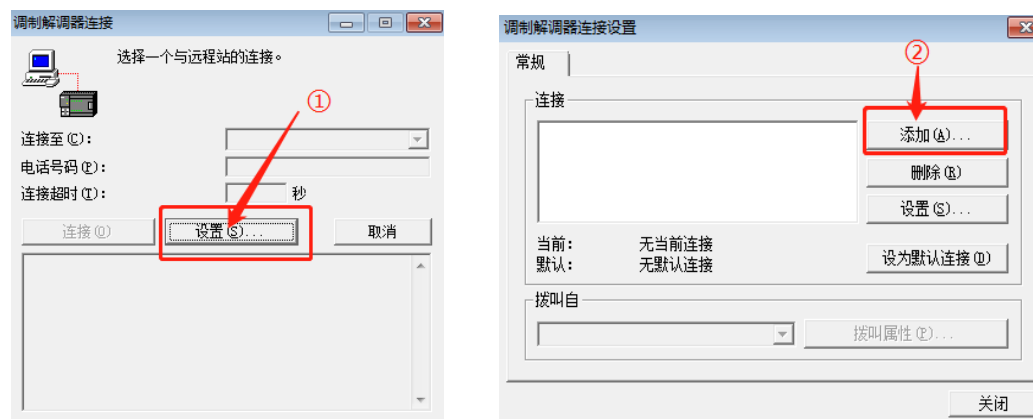 调制解调器连接
选择一个与远程站的连接。
①
连接至(C):
电话号码(P):
连接超时(T):
秒
连接(O)
设置(S)...
取消
调制解调器连接设置
②
常规
连接
添加(A)...
删除(R)
设置(S)...
当前: 无当前连接
默认: 无默认连接
设为默认连接(D)
拨叫自
拨叫属性(P)...
关闭